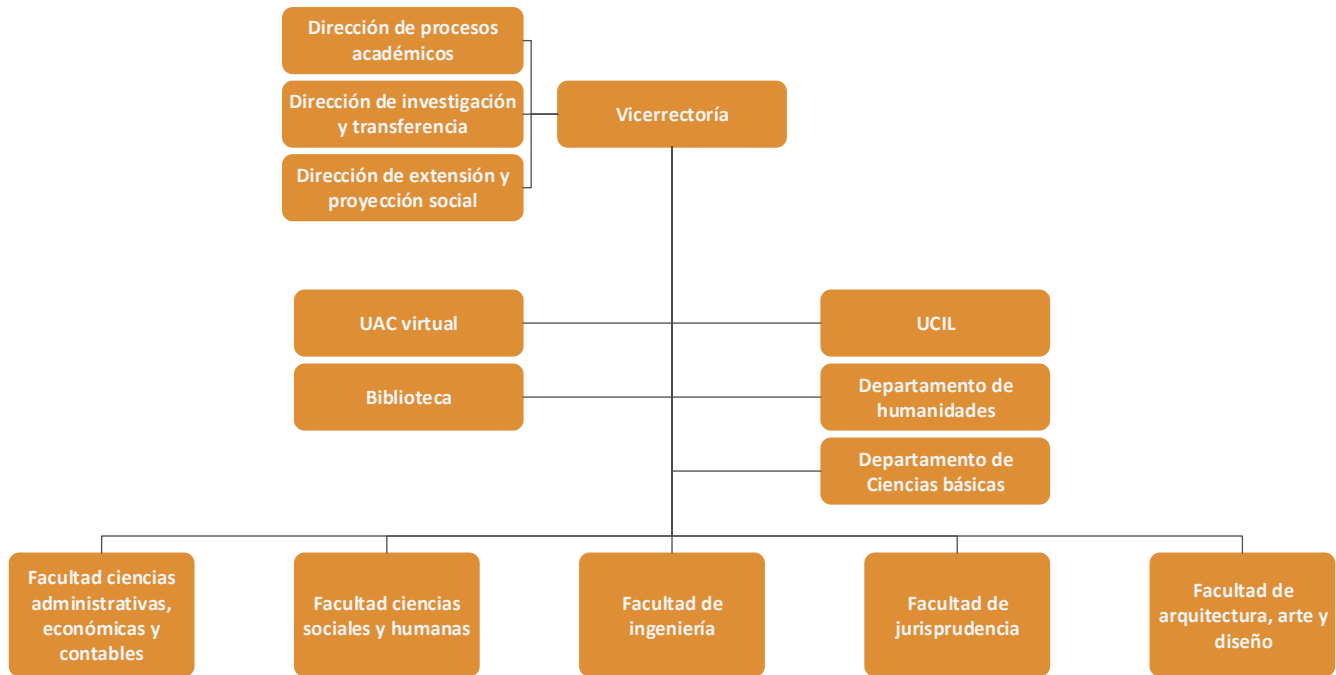 Dirección de procesos
académicos
Dirección de investigación
y transferencia
Vicerrectoría
Dirección de extensión y
proyección social
UAC virtual
UCIL
Biblioteca
Departamento de
humanidades
Departamento de
Ciencias básicas
Facultad ciencias
administrativas,
económicas y
contables
Facultad ciencias
sociales y humanas
Facultad de
ingeniería
Facultad de
jurisprudencia
Facultad de
arquitectura, arte y
diseño